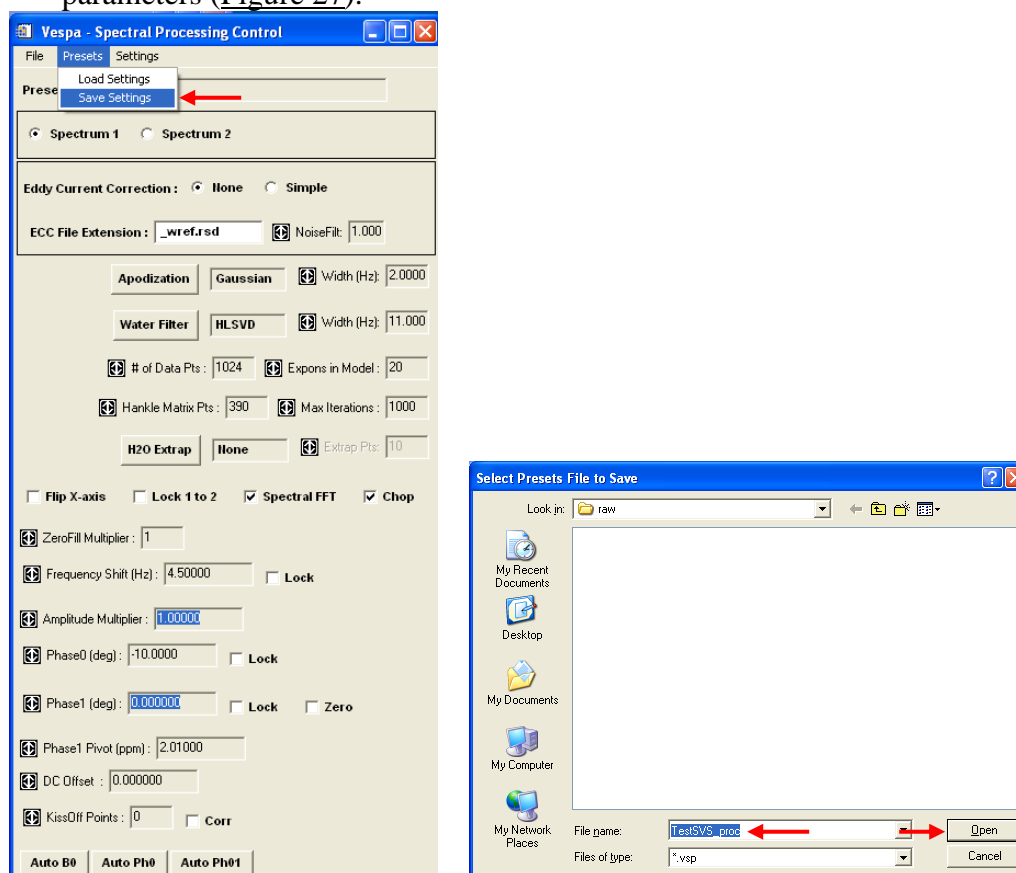 parameters (Figure 27).
Vespa - Spectral Processing Control
File Presets Settings
Load Settings
Prese
Save Settings
Spectrum 1 Spectrum 2
Eddy Current Correction : None Simple
ECC File Extension : _wref.rsd NoiseFilt: 1.000
Apodization Gaussian Width (Hz): 2.0000
Water Filter HLSVD Width (Hz): 11.000
# of Data Pts : 1024 Expons in Model : 20
Hankle Matrix Pts : 390 Max Iterations : 1000
H2O Extrap None Extrap Pts: 10
Flip X-axis Lock 1 to 2 Spectral FFT Chop
ZeroFill Multiplier : 1
Frequency Shift (Hz) : 4.50000 Lock
Amplitude Multiplier : 1.00000
Phase0 (deg) : -10.0000 Lock
Phase1 (deg) : 0.000000 Lock Zero
Phase1 Pivot (ppm) : 2.01000
DC Offset : 0.000000
KissOff Points : 0 Corr
Auto B0 Auto Ph0 Auto Ph01
Select Presets File to Save
Look in: raw
My Recent
Documents
Desktop
My Documents
My Computer
My Network
Places
File name: TestSVS_proc Open
Files of type: *.vsp Cancel